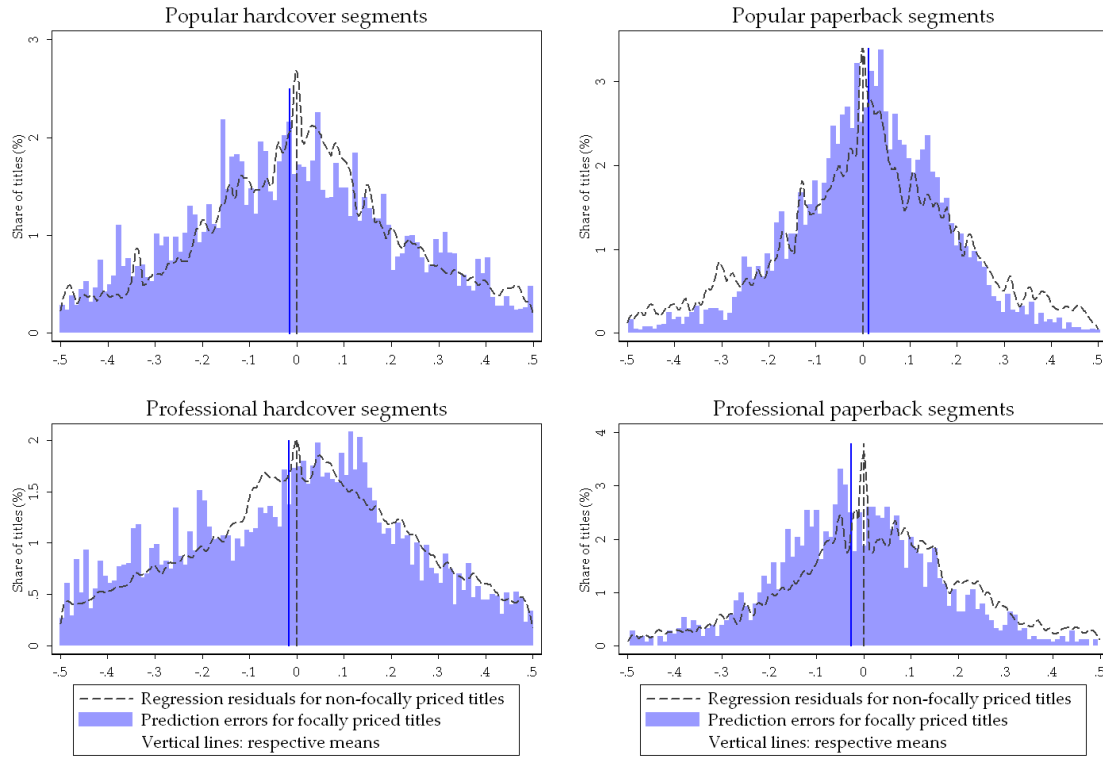 Popular hardcover segments
Share of titles (%)
0 1 2 3
-.5 -.4 -.3 -.2 -.1 0 .1 .2 .3 .4 .5
Popular paperback segments
Share of titles (%)
0 1 2 3
-.5 -.4 -.3 -.2 -.1 0 .1 .2 .3 .4 .5
Professional hardcover segments
Share of titles (%)
0 .5 1 1.5 2
-.5 -.4 -.3 -.2 -.1 0 .1 .2 .3 .4 .5
Professional paperback segments
Share of titles (%)
0 1 2 3 4
-.5 -.4 -.3 -.2 -.1 0 .1 .2 .3 .4 .5
Regression residuals for non-focally priced titles
Prediction errors for focally priced titles
Vertical lines: respective means
Regression residuals for non-focally priced titles
Prediction errors for focally priced titles
Vertical lines: respective means